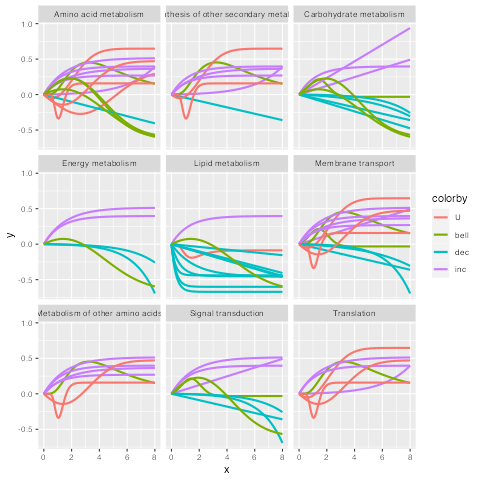 Amino acid metabolism
thesis of other secondary metab
Carbohydrate metabolism
1.0
0.5
0.0
-0.5
Energy metabolism
Lipid metabolism
Membrane transport
1.0
0.5
0.0
-0.5
Metabolism of other amino acids
Signal transduction
Translation
1.0
0.5
0.0
-0.5
0 2 4 6 8
0 2 4 6 8
0 2 4 6 8
x
y
colorby
U
bell
dec
inc